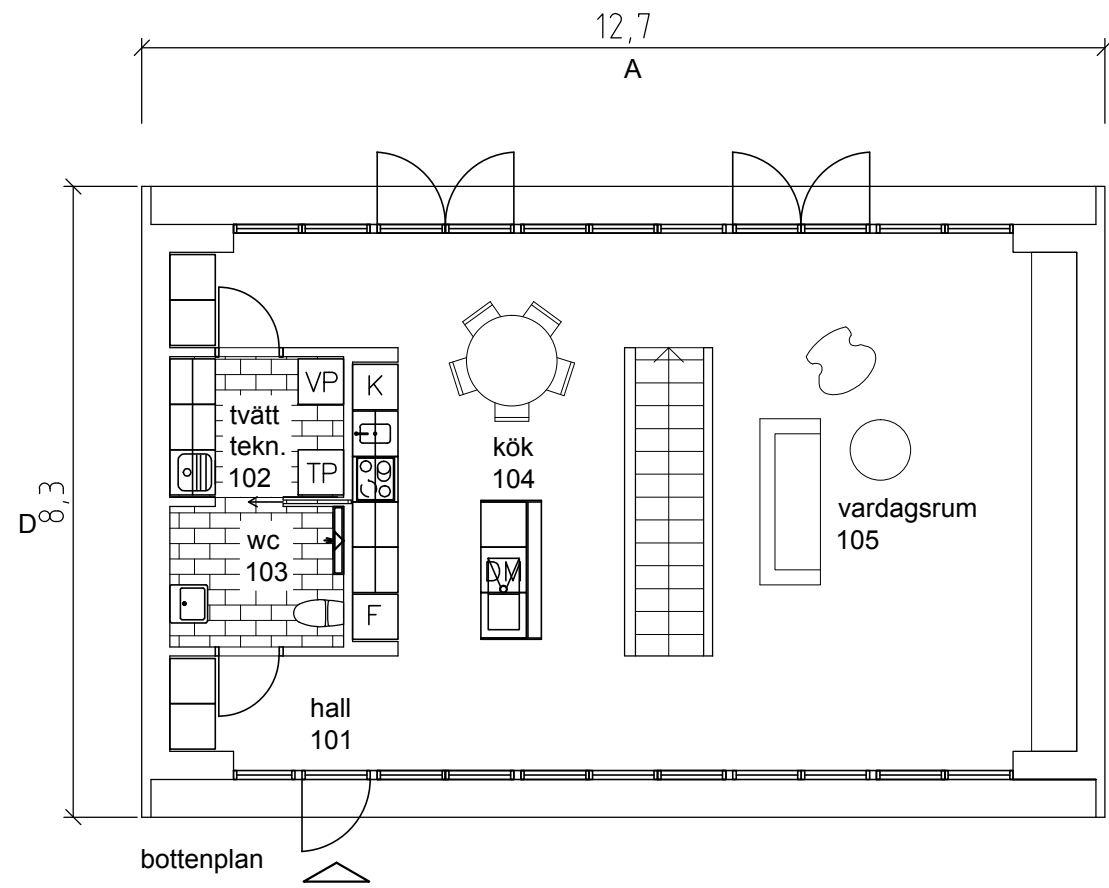 12,7
A
VP
K
tvätt
tekn.
102
TP
kök
104
D
8,3
vardagsrum
105
wc
103
DM
F
hall
101
bottenplan